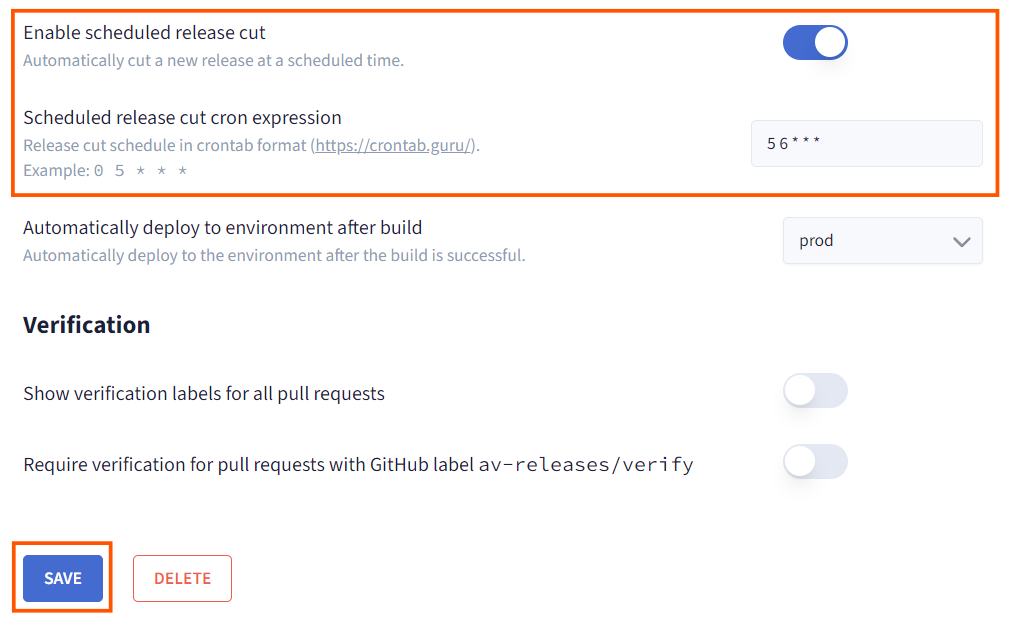 Enable scheduled release cut
Automatically cut a new release at a scheduled time.
Scheduled release cut cron expression
Release cut schedule in crontab format (https://crontab.guru/).
5 6 * * *
Example: 0 5 * * *
Automatically deploy to environment after build
Automatically deploy to the environment after the build is successful.
prod
Verification
Show verification labels for all pull requests
Require verification for pull requests with GitHub label av-releases/verify
SAVE
DELETE